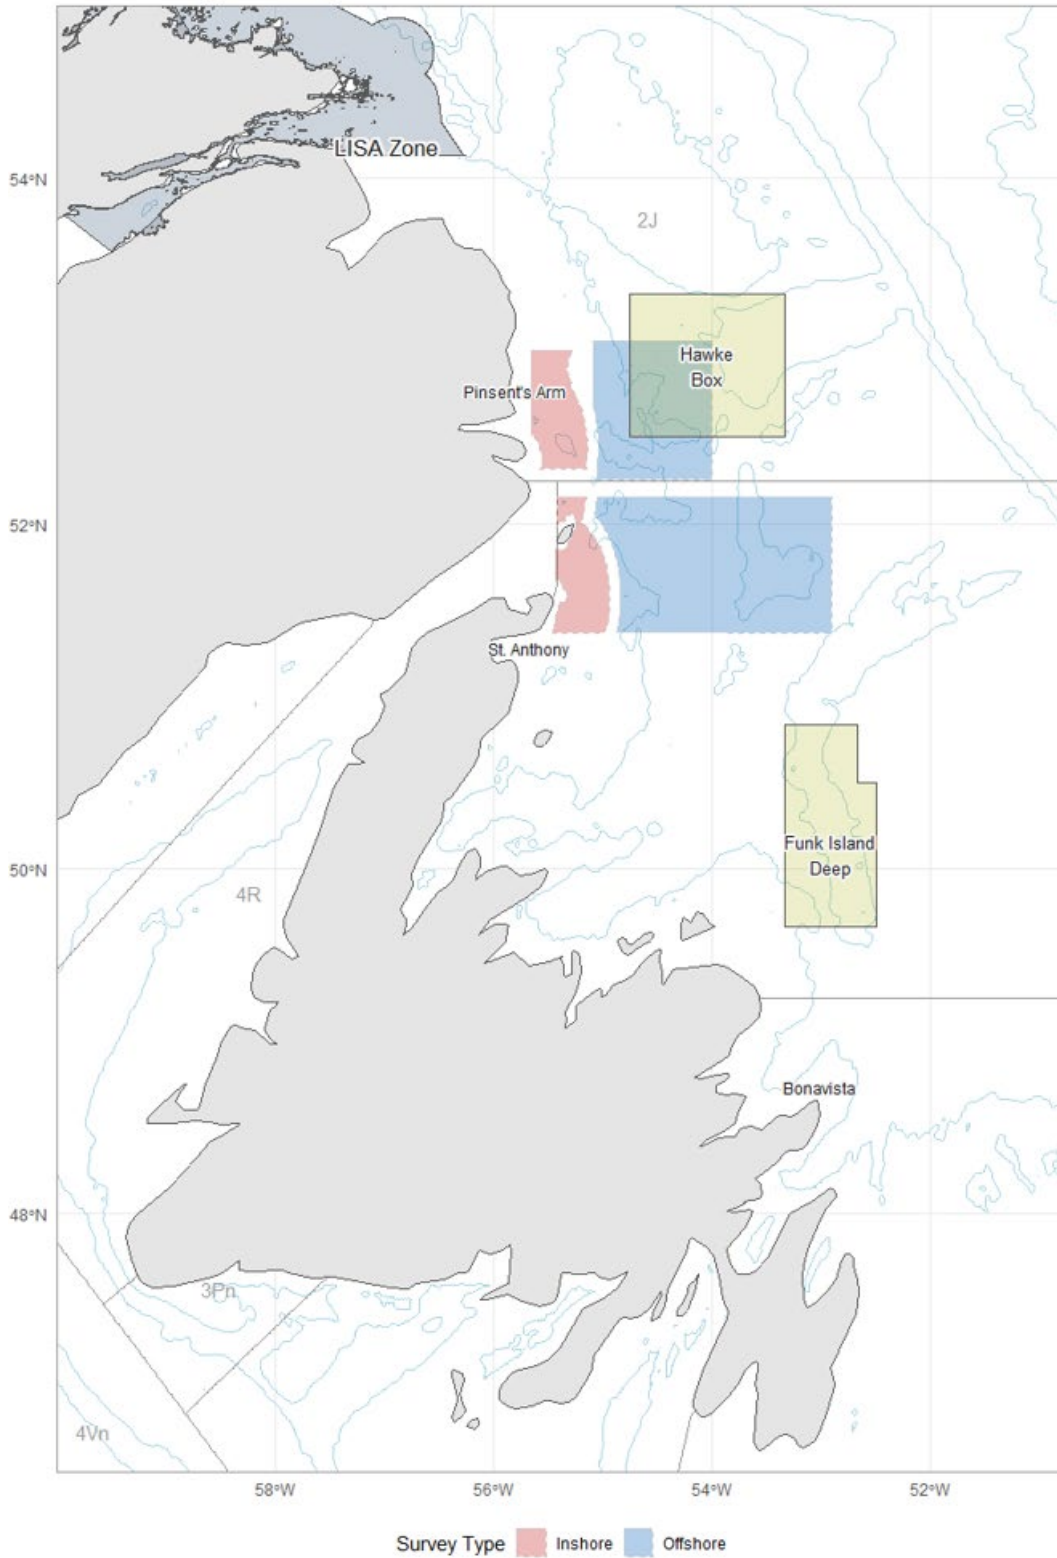 LISA Zone
54°N
2J
Hawke
Box
Pinsent's Arm
52°N
St. Anthony
Funk Island
Deep
50°N
4R
Bonavista
48°N
3Pn
4Vn
58°W
56°W
54°W
52°W
Survey Type
Inshore
Offshore